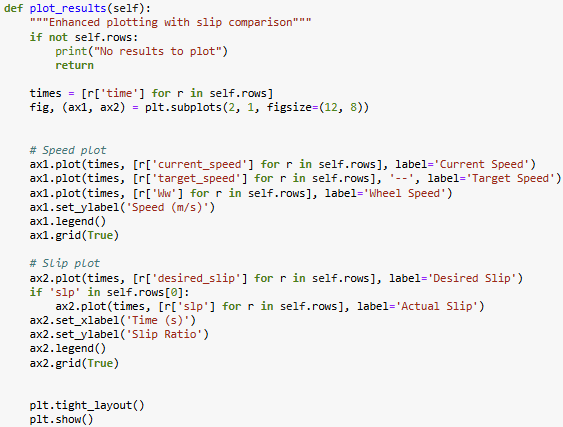 def plot_results(self):
    """Enhanced plotting with slip comparison"""
    if not self.rows:
        print("No results to plot")
        return

    times = [r['time'] for r in self.rows]
    fig, (ax1, ax2) = plt.subplots(2, 1, figsize=(12, 8))


    # Speed plot
    ax1.plot(times, [r['current_speed'] for r in self.rows], label='Current Speed')
    ax1.plot(times, [r['target_speed'] for r in self.rows], '--', label='Target Speed')
    ax1.plot(times, [r['Ww'] for r in self.rows], label='Wheel Speed')
    ax1.set_ylabel('Speed (m/s)')
    ax1.legend()
    ax1.grid(True)

    # Slip plot
    ax2.plot(times, [r['desired_slip'] for r in self.rows], label='Desired Slip')
    if 'slp' in self.rows[0]:
        ax2.plot(times, [r['slp'] for r in self.rows], label='Actual Slip')
    ax2.set_xlabel('Time (s)')
    ax2.set_ylabel('Slip Ratio')
    ax2.legend()
    ax2.grid(True)


    plt.tight_layout()
    plt.show()